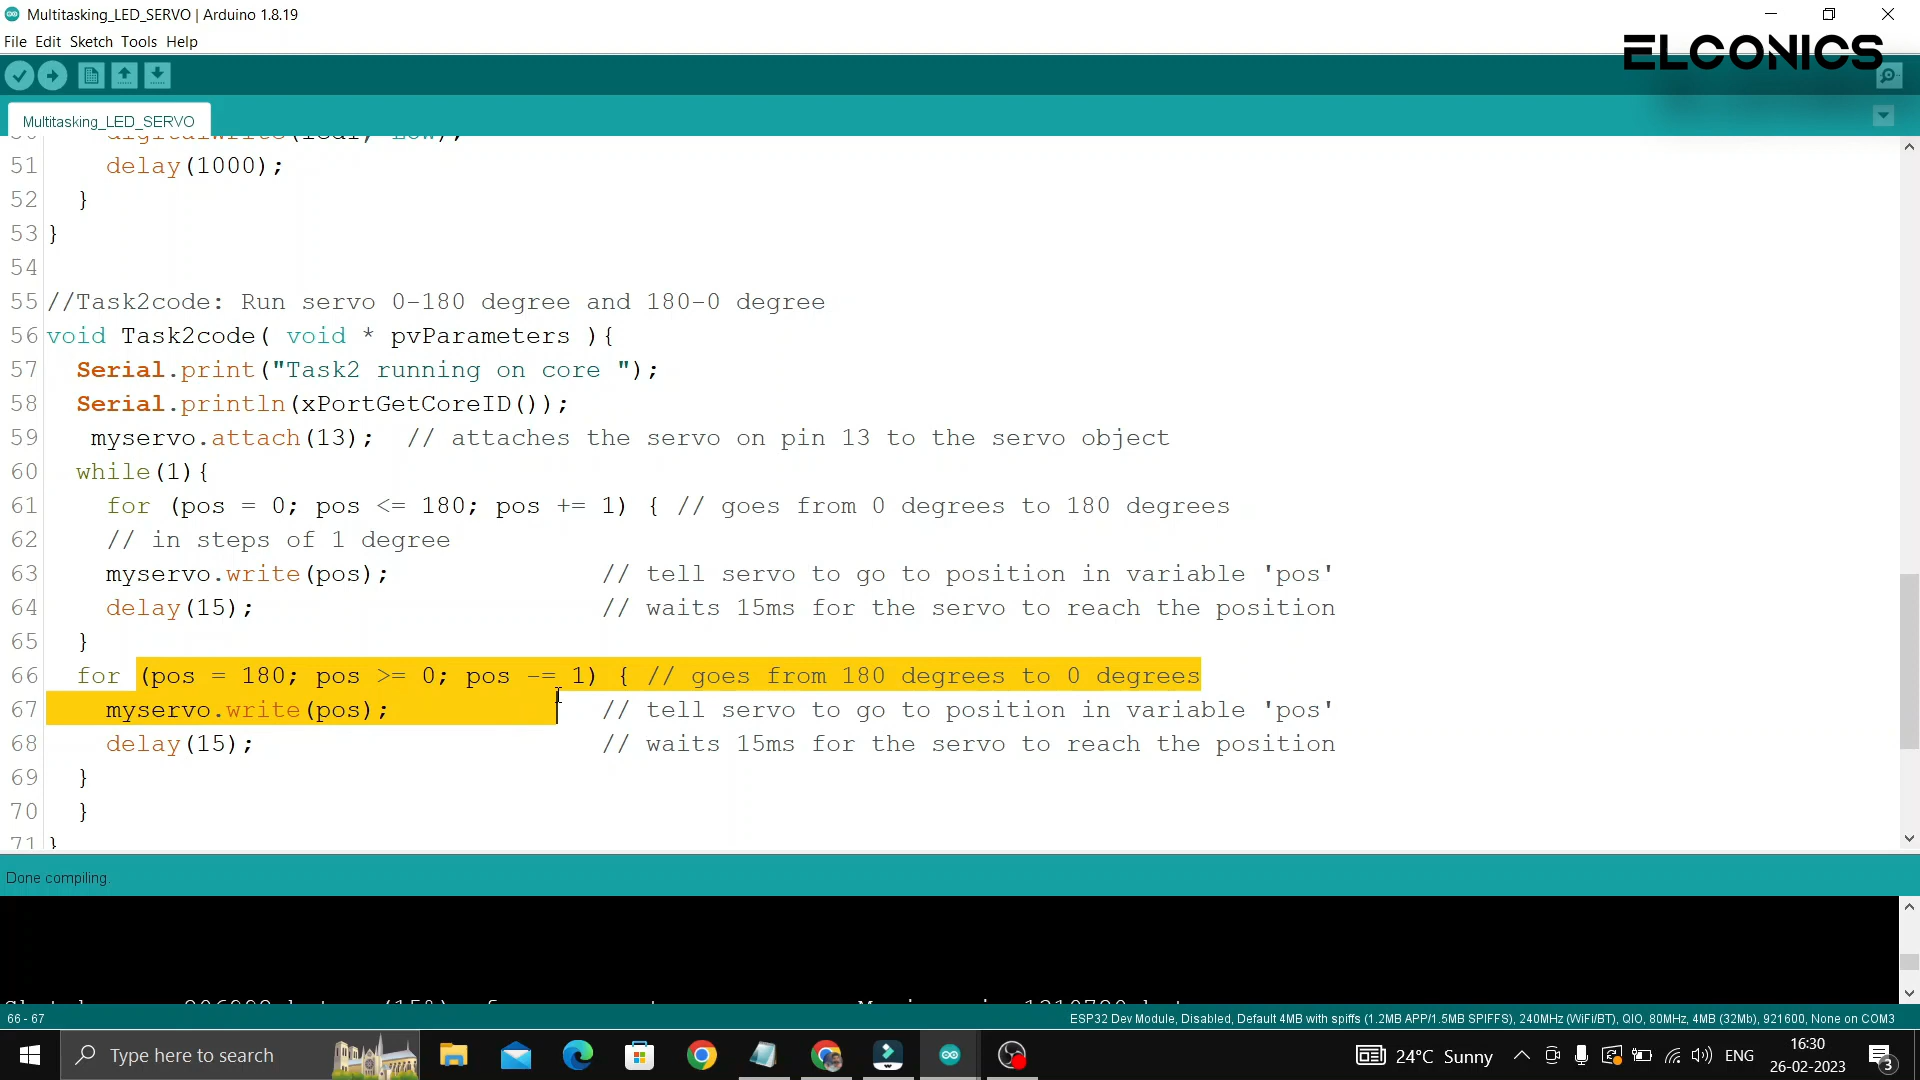 Multitasking_LED_SERVO | Arduino 1.8.19
File Edit Sketch Tools Help
ELCONICS
Multitasking_LED_SERVO
51 delay(1000);
52 }
53 }
54
55 //Task2code: Run servo 0-180 degree and 180-0 degree
56 void Task2code( void * pvParameters ){
57 Serial.print("Task2 running on core ");
58 Serial.println(xPortGetCoreID());
59 myservo.attach(13); // attaches the servo on pin 13 to the servo object
60 while(1){
61 for (pos = 0; pos <= 180; pos += 1) { // goes from 0 degrees to 180 degrees
62 // in steps of 1 degree
63 myservo.write(pos); // tell servo to go to position in variable 'pos'
64 delay(15); // waits 15ms for the servo to reach the position
65 }
66 for (pos = 180; pos >= 0; pos -= 1) { // goes from 180 degrees to 0 degrees
67 myservo.write(pos); // tell servo to go to position in variable 'pos'
68 delay(15); // waits 15ms for the servo to reach the position
69 }
70 }
71 }
Done compiling.
66 - 67
ESP32 Dev Module, Disabled, Default 4MB with spiffs (1.2MB APP/1.5MB SPIFFS), 240MHz (WiFi/BT), QIO, 80MHz, 4MB (32Mb), 921600, None on COM3
Type here to search
24°C Sunny
ENG
16:30
26-02-2023
3